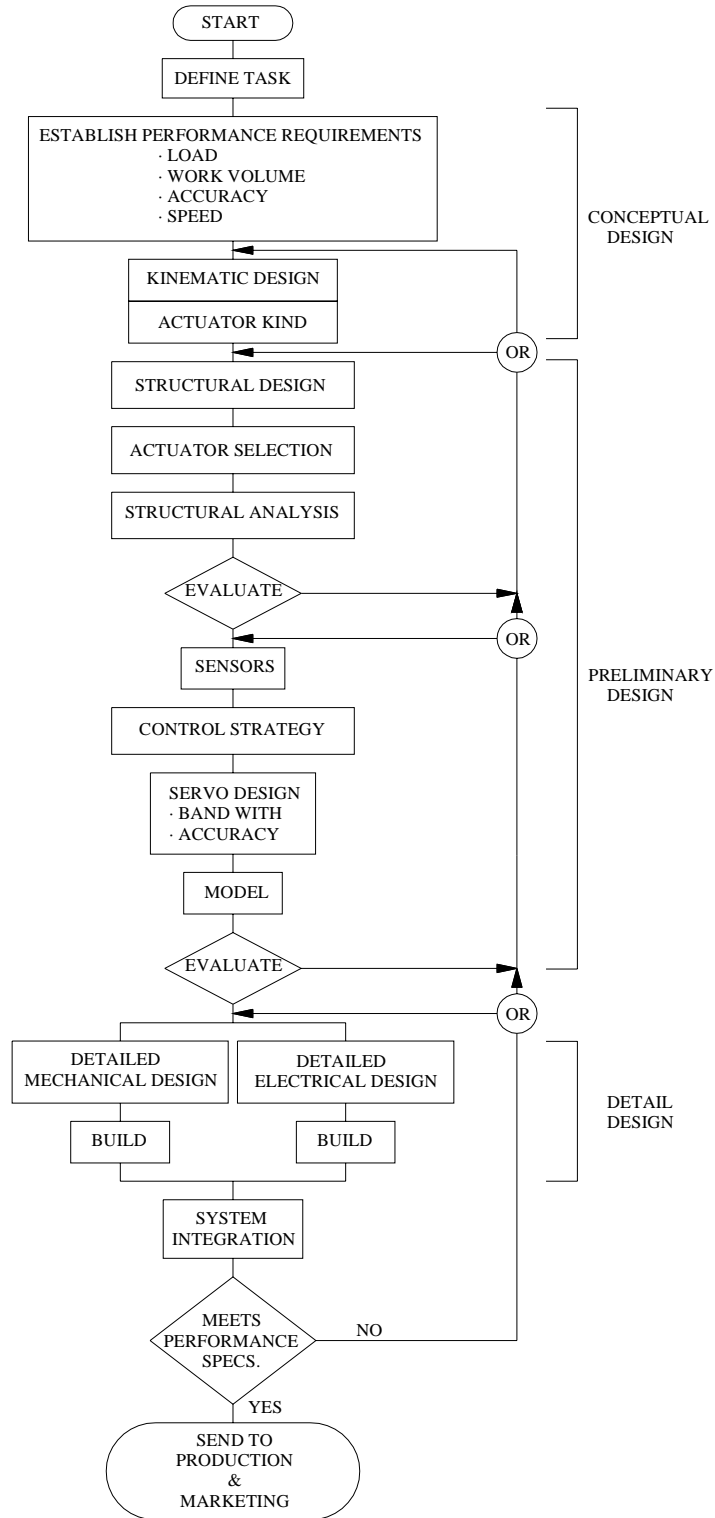 START
DEFINE TASK
ESTABLISH PERFORMANCE REQUIREMENTS
· LOAD
· WORK VOLUME
· ACCURACY
· SPEED
CONCEPTUAL
DESIGN
KINEMATIC DESIGN
ACTUATOR KIND
OR
STRUCTURAL DESIGN
ACTUATOR SELECTION
STRUCTURAL ANALYSIS
EVALUATE
OR
SENSORS
PRELIMINARY
DESIGN
CONTROL STRATEGY
SERVO DESIGN
· BAND WITH
· ACCURACY
MODEL
EVALUATE
OR
DETAILED
MECHANICAL DESIGN
DETAILED
ELECTRICAL DESIGN
DETAIL
DESIGN
BUILD
BUILD
SYSTEM
INTEGRATION
MEETS
PERFORMANCE
SPECS.
NO
YES
SEND TO
PRODUCTION
&
MARKETING